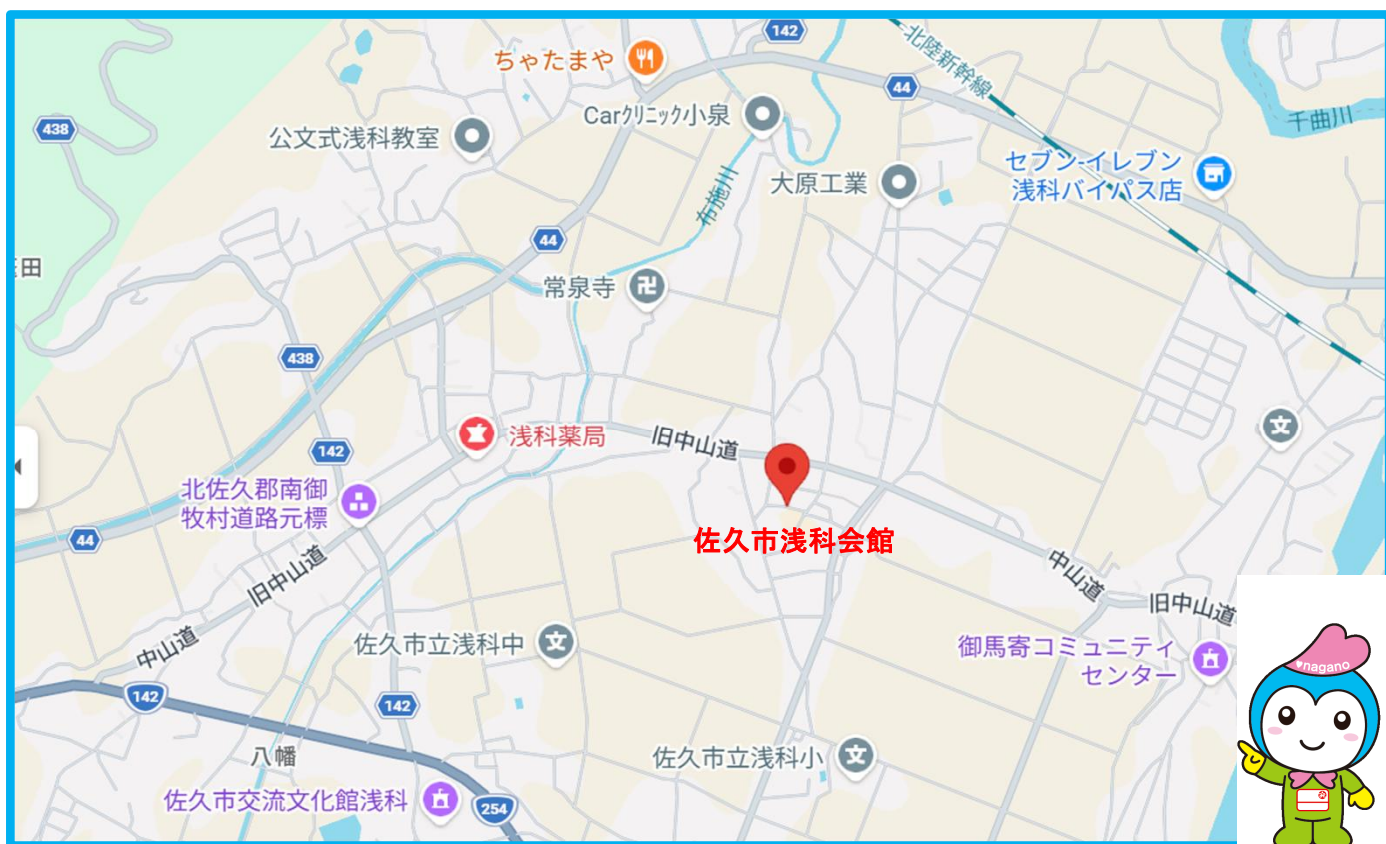 142
北陸新幹線
ちゃたまや
44
Carｸﾘﾆｯｸ小泉
千曲川
438
公文式浅科教室
セブン-イレブン
浅科バイパス店
大原工業
布施川
44
田
常泉寺
438
文
浅科薬局
旧中山道
142
北佐久郡南御
牧村道路元標
佐久市浅科会館
44
旧中山道
中山道
旧中山道
中山道
佐久市立浅科中
文
御馬寄コミュニティ
センター
♥nagano
142
142
八幡
佐久市立浅科小
文
佐久市交流文化館浅科
254